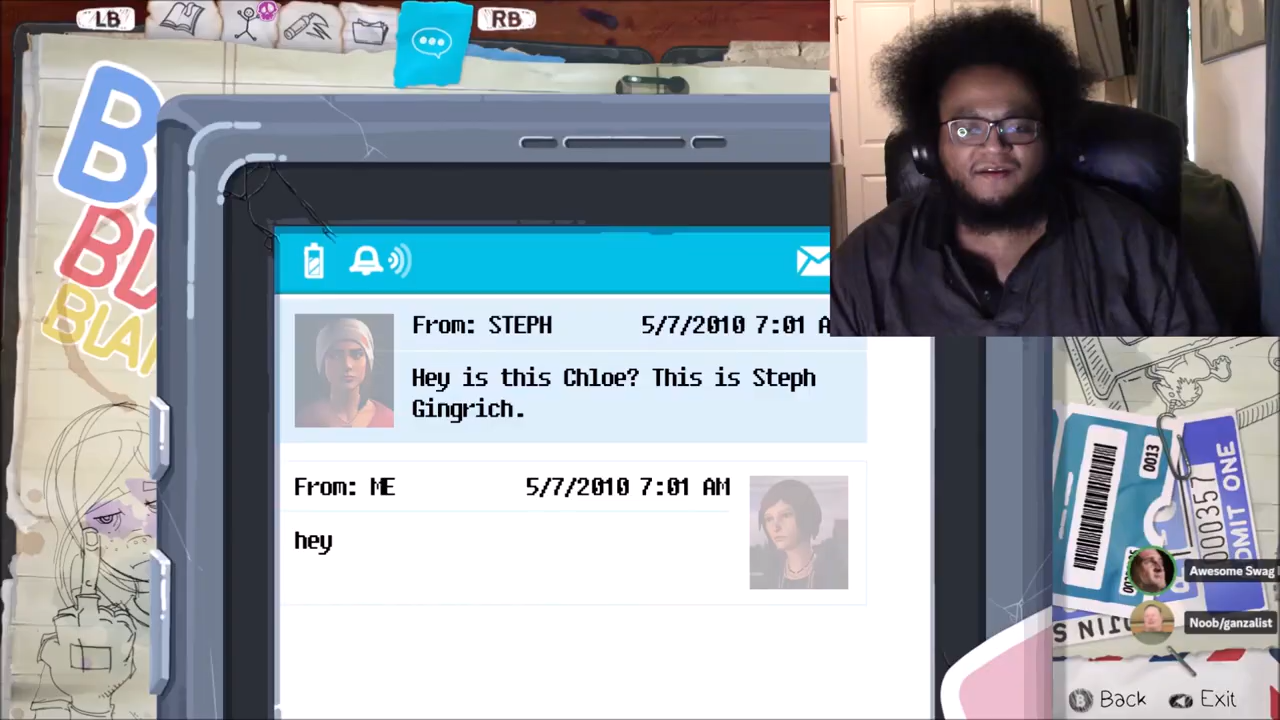 LB
RB
From: STEPH
5/7/2010 7:01 A
Hey is this Chloe? This is Steph
Gingrich.
From: ME
5/7/2010 7:01 AM
hey
0013
000357
Awesome Swag
Noob/ganzalist
B Back
Exit